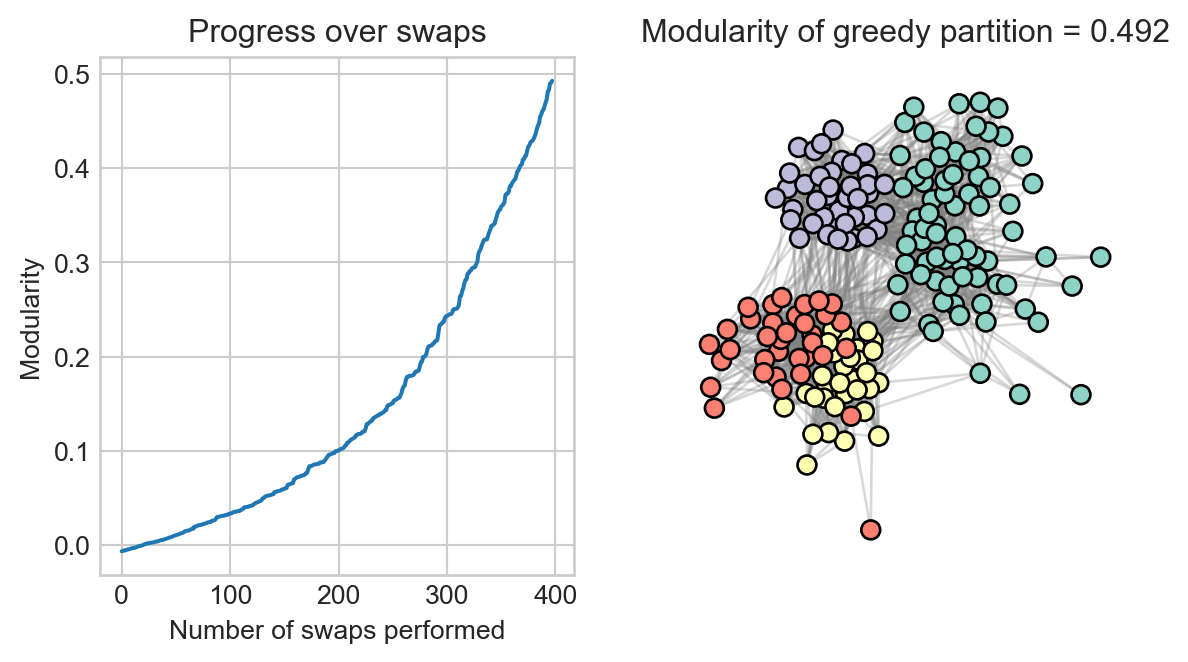 Progress over swaps
Modularity of greedy partition = 0.492
Modularity
0.5
0.4
0.3
0.2
0.1
0.0
0 100 200 300 400
Number of swaps performed